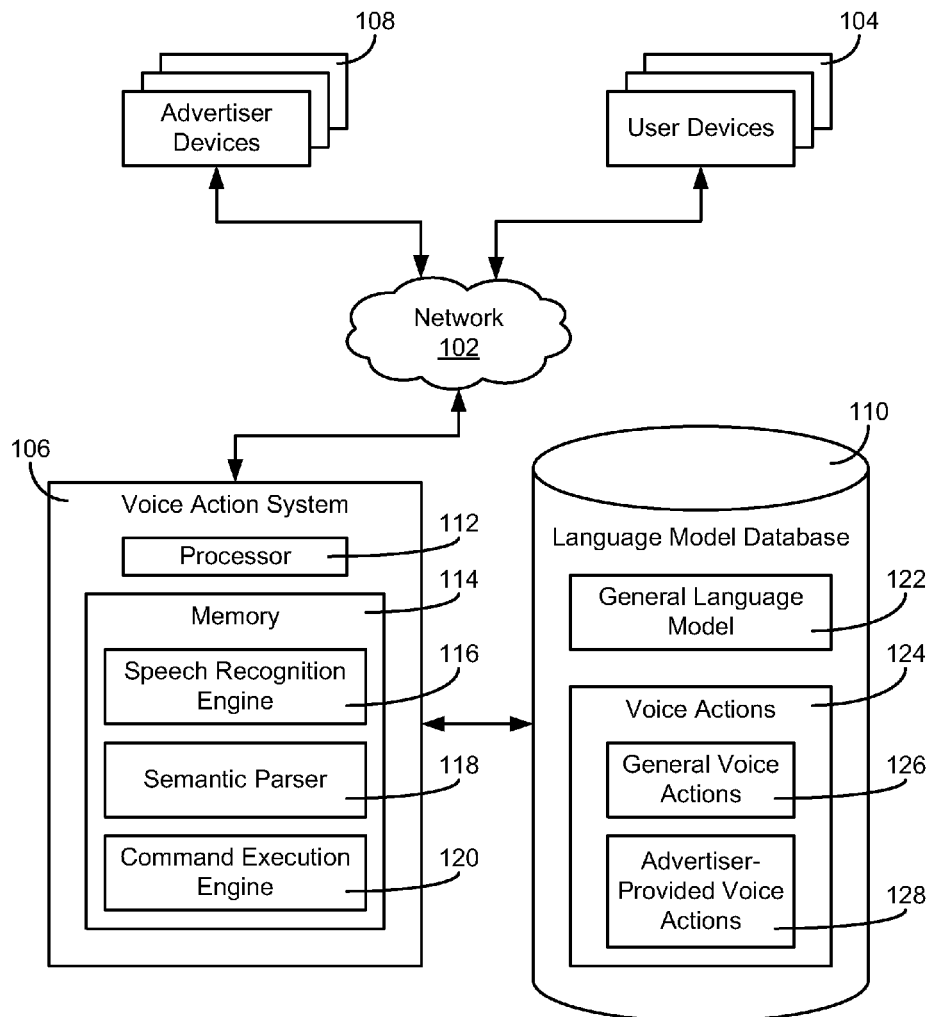 108
104
Advertiser
Devices
User Devices
Network
102
106
110
Voice Action System
112
Processor
Language Model Database
114
Memory
General Language
Model
122
Speech Recognition
Engine
116
124
Voice Actions
Semantic Parser
118
General Voice
Actions
126
Command Execution
Engine
120
Advertiser-
Provided Voice
Actions
128